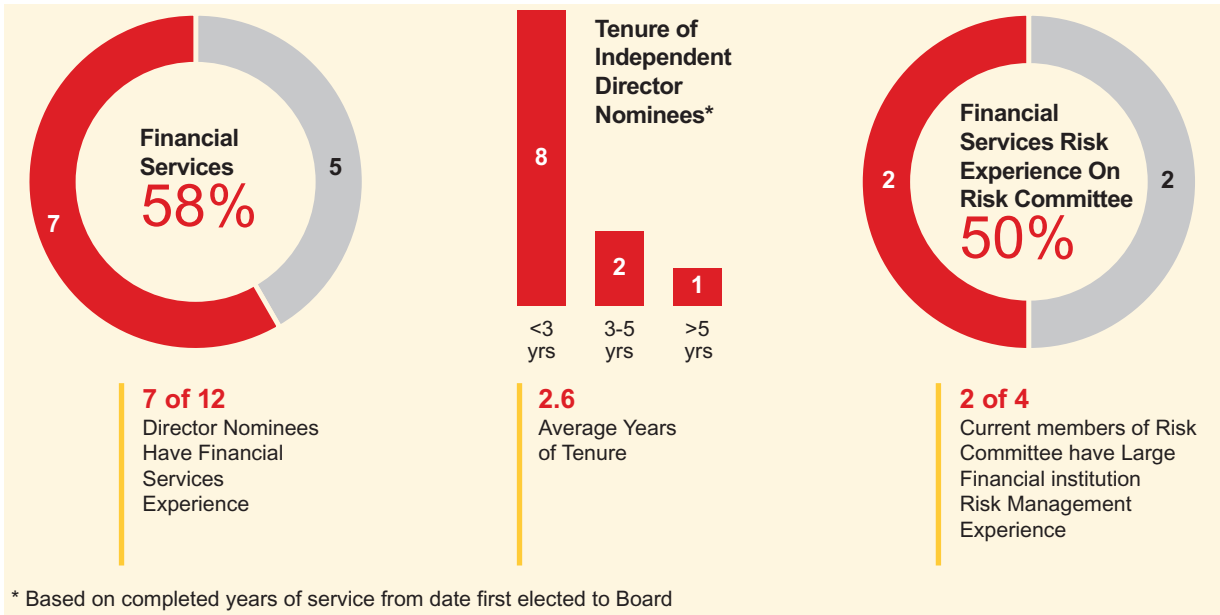 Financial
Services
58%
7
5
7 of 12
Director Nominees
Have Financial
Services
Experience
Tenure of
Independent
Director
Nominees*
8
2
1
<3
yrs
3-5
yrs
>5
yrs
2.6
Average Years
of Tenure
Financial
Services Risk
Experience On
Risk Committee
50%
2
2
2 of 4
Current members of Risk
Committee have Large
Financial institution
Risk Management
Experience
* Based on completed years of service from date first elected to Board